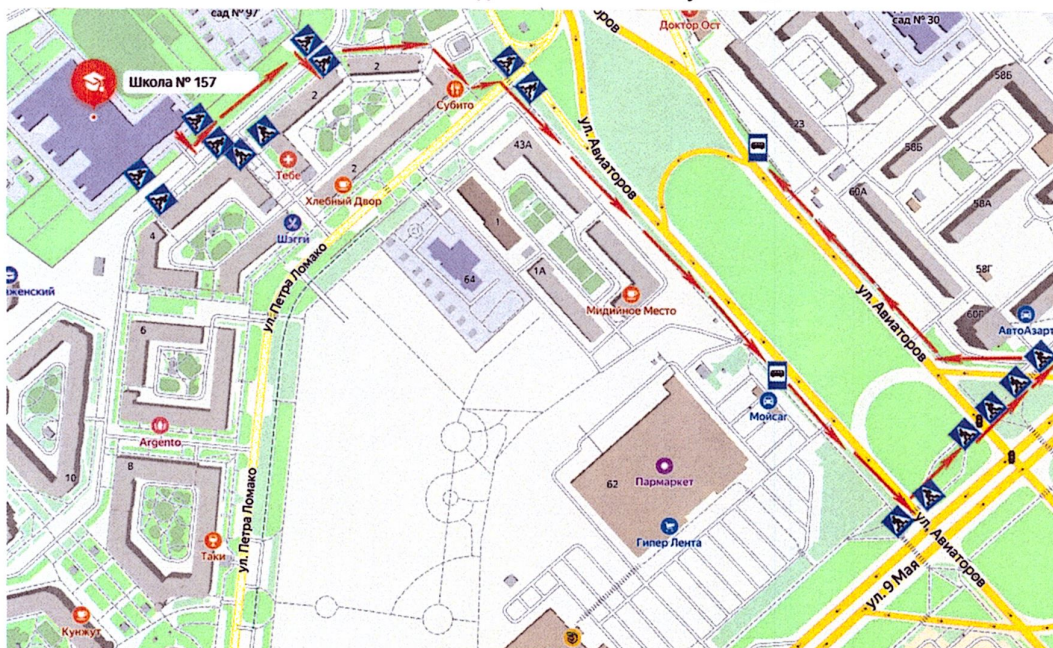 сад № 97
Школа № 157
2
2
2
Субито
Тебе
Хлебный Двор
Шэгги
4
женский
6
Argento
10
8
Таки
Кунжут
ул. Петра Ломако
ул. Петра Ломако
43А
1
64
1А
Мидийное Место
Доктор Ост
сад № 30
23
58Б
58Б
60А
58А
58Г
60Г
АвтоАзарт
ул. Авиаторов
ул. Авиаторов
Мойсаг
62
Пармаркет
Гипер Лента
ул. Авиаторов
ул. 9 Мая